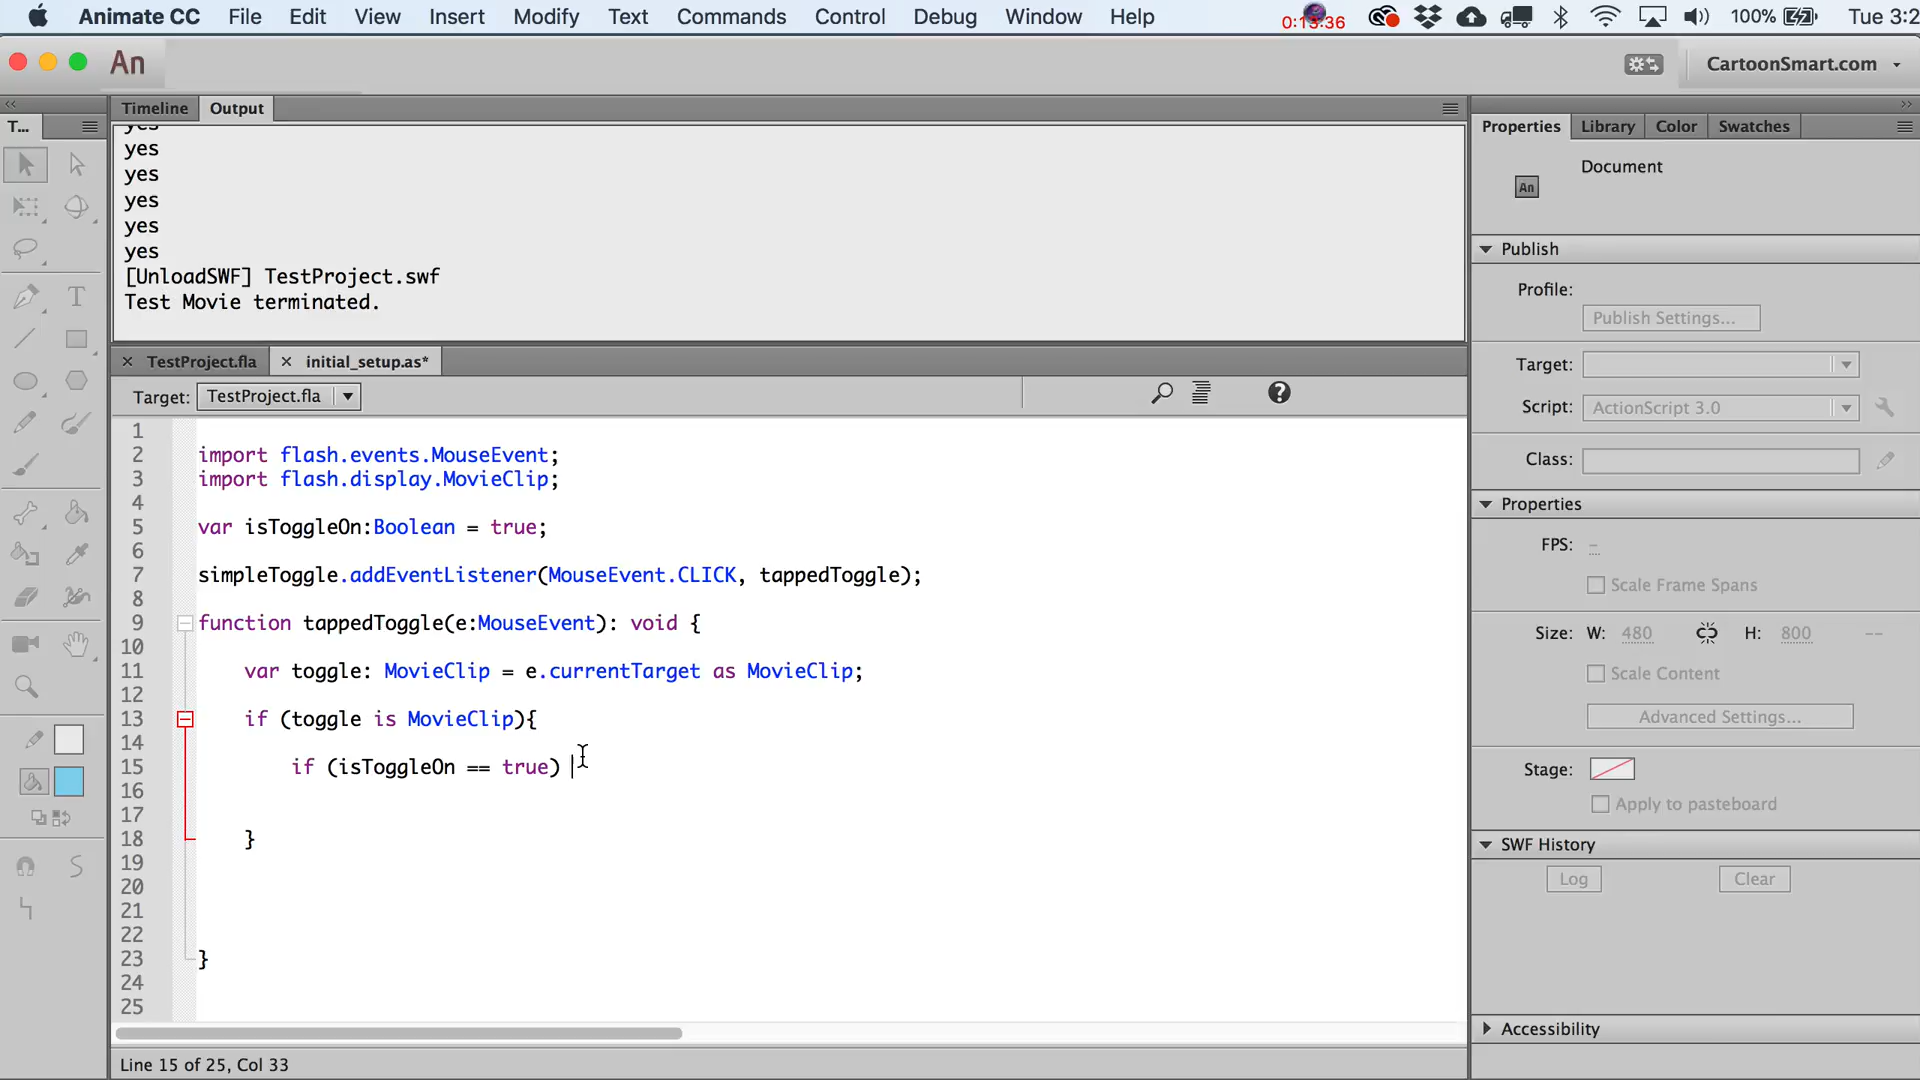 Animate CC File Edit View Insert Modify Text Commands Control Debug Window Help 0:13:36 100% Tue 3:2
An CartoonSmart.com
Timeline Output
T...
Properties Library Color Swatches
yes
yes
yes
yes
yes
yes
[UnloadSWF] TestProject.swf
Test Movie terminated.
× TestProject.fla × initial_setup.as*
Target: TestProject.fla
1
2 import flash.events.MouseEvent;
3 import flash.display.MovieClip;
4
5 var isToggleOn:Boolean = true;
6
7 simpleToggle.addEventListener(MouseEvent.CLICK, tappedToggle);
8
9 function tappedToggle(e:MouseEvent): void {
10
11 var toggle: MovieClip = e.currentTarget as MovieClip;
12
13 if (toggle is MovieClip){
14
15 if (isToggleOn == true)
16
17
18 }
19
20
21
22
23 }
24
25
Line 15 of 25, Col 33
Document
An
Publish
Profile:
Publish Settings...
Target:
Script: ActionScript 3.0
Class:
Properties
FPS: --
Scale Frame Spans
Size: W: 480 H: 800 --
Scale Content
Advanced Settings...
Stage:
Apply to pasteboard
SWF History
Log Clear
Accessibility